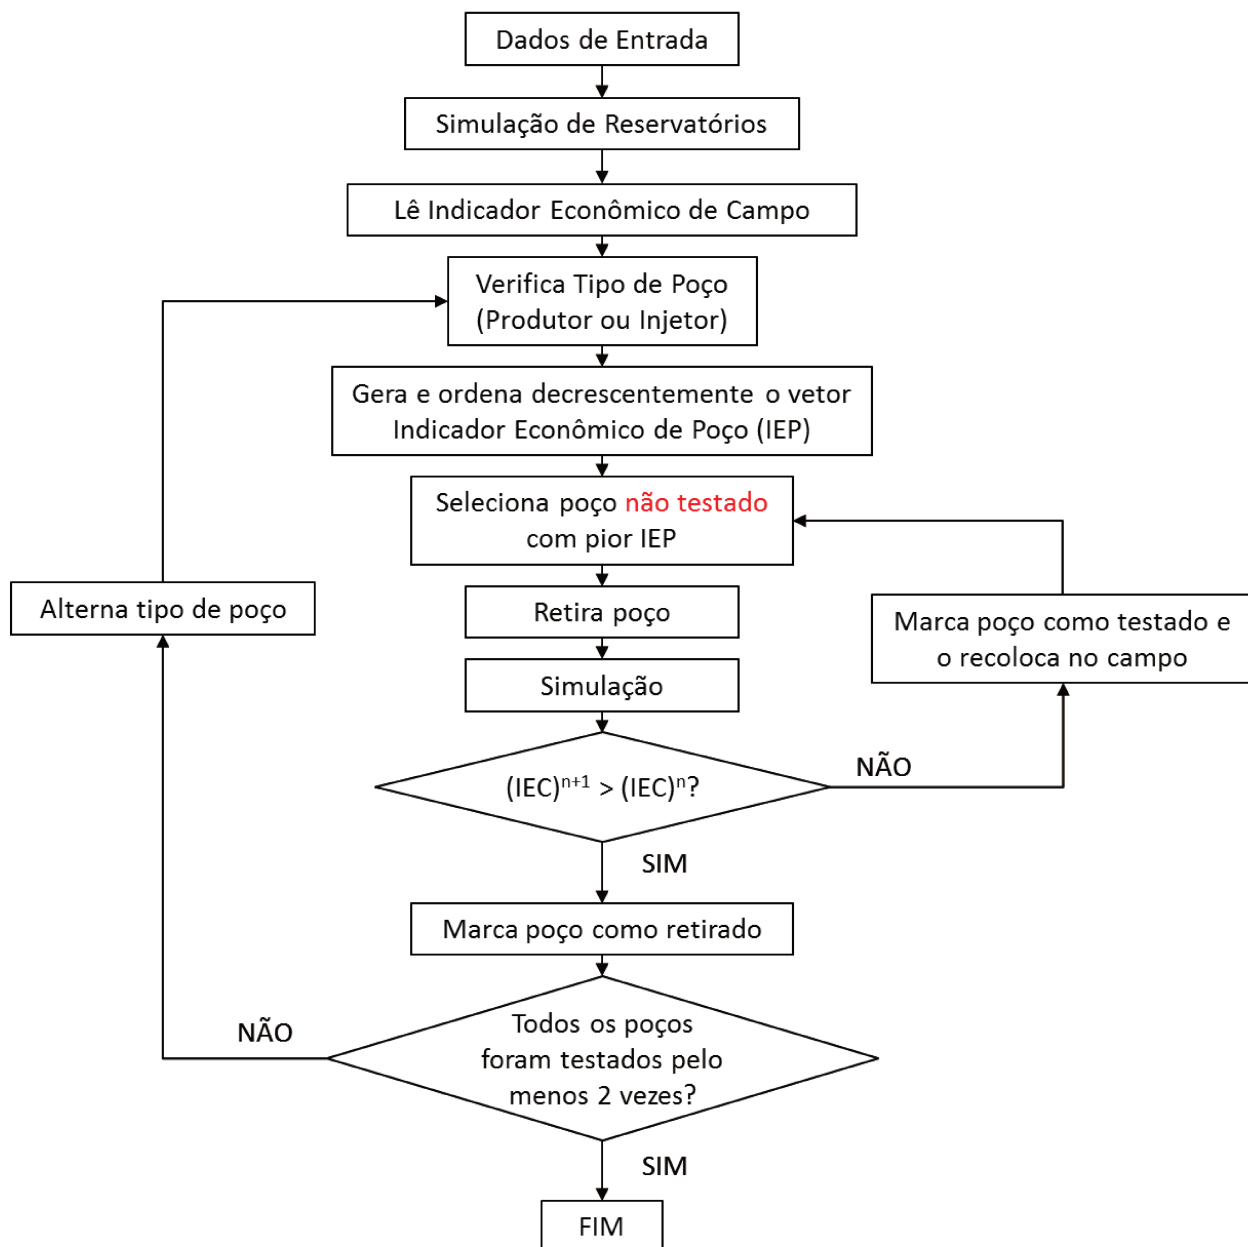 Dados de Entrada
Simulação de Reservatórios
Lê Indicador Econômico de Campo
Verifica Tipo de Poço
(Produtor ou Injetor)
Gera e ordena decrescentemente o vetor
Indicador Econômico de Poço (IEP)
Seleciona poço não testado
com pior IEP
Alterna tipo de poço
Retira poço
Marca poço como testado e
o recoloca no campo
Simulação
(IEC)ⁿ⁺¹ > (IEC)ⁿ?
NÃO
SIM
Marca poço como retirado
Todos os poços
foram testados pelo
menos 2 vezes?
NÃO
SIM
FIM